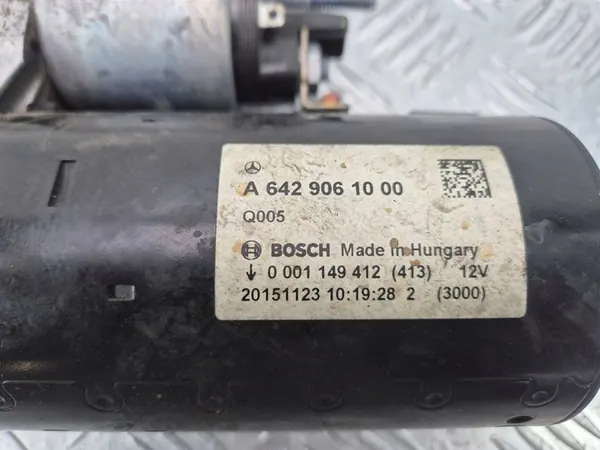 A 642 906 10 00
Q005
BOSCH Made in Hungary
↓ 0 001 149 412 (413) 12V
20151123 10:19:28 2 (3000)